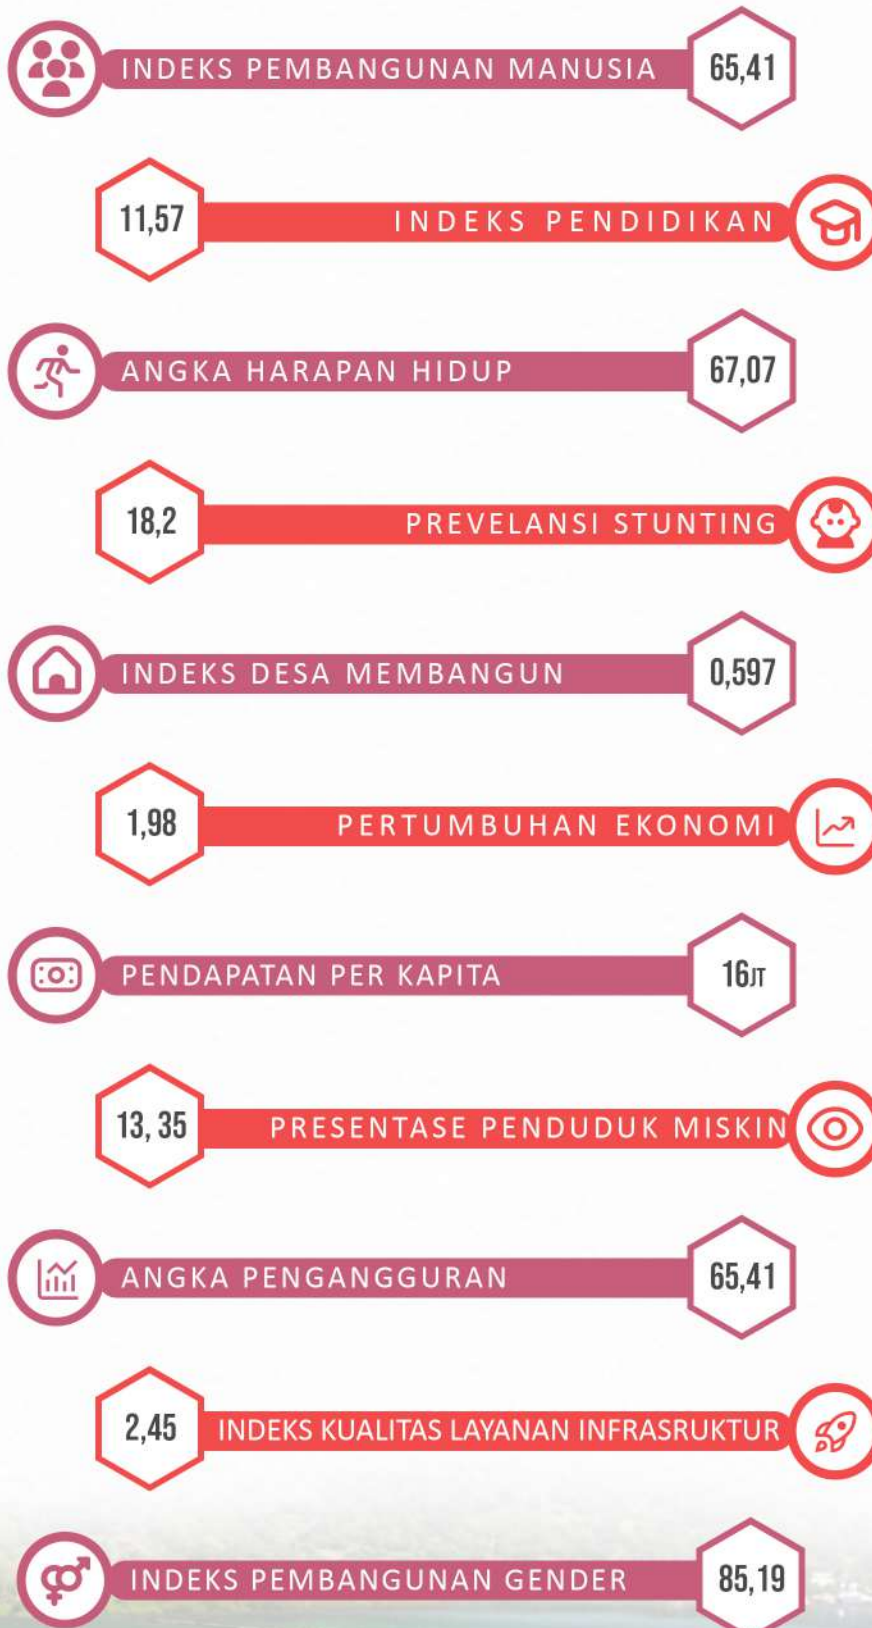 INDEKS PEMBANGUNAN MANUSIA 65,41
11,57 INDEKS PENDIDIKAN
ANGKA HARAPAN HIDUP 67,07
18,2 PREVELANSI STUNTING
INDEKS DESA MEMBANGUN 0,597
1,98 PERTUMBUHAN EKONOMI
PENDAPATAN PER KAPITA 16JT
13, 35 PRESENTASE PENDUDUK MISKIN
ANGKA PENGANGGURAN 65,41
2,45 INDEKS KUALITAS LAYANAN INFRASRUKTUR
INDEKS PEMBANGUNAN GENDER 85,19